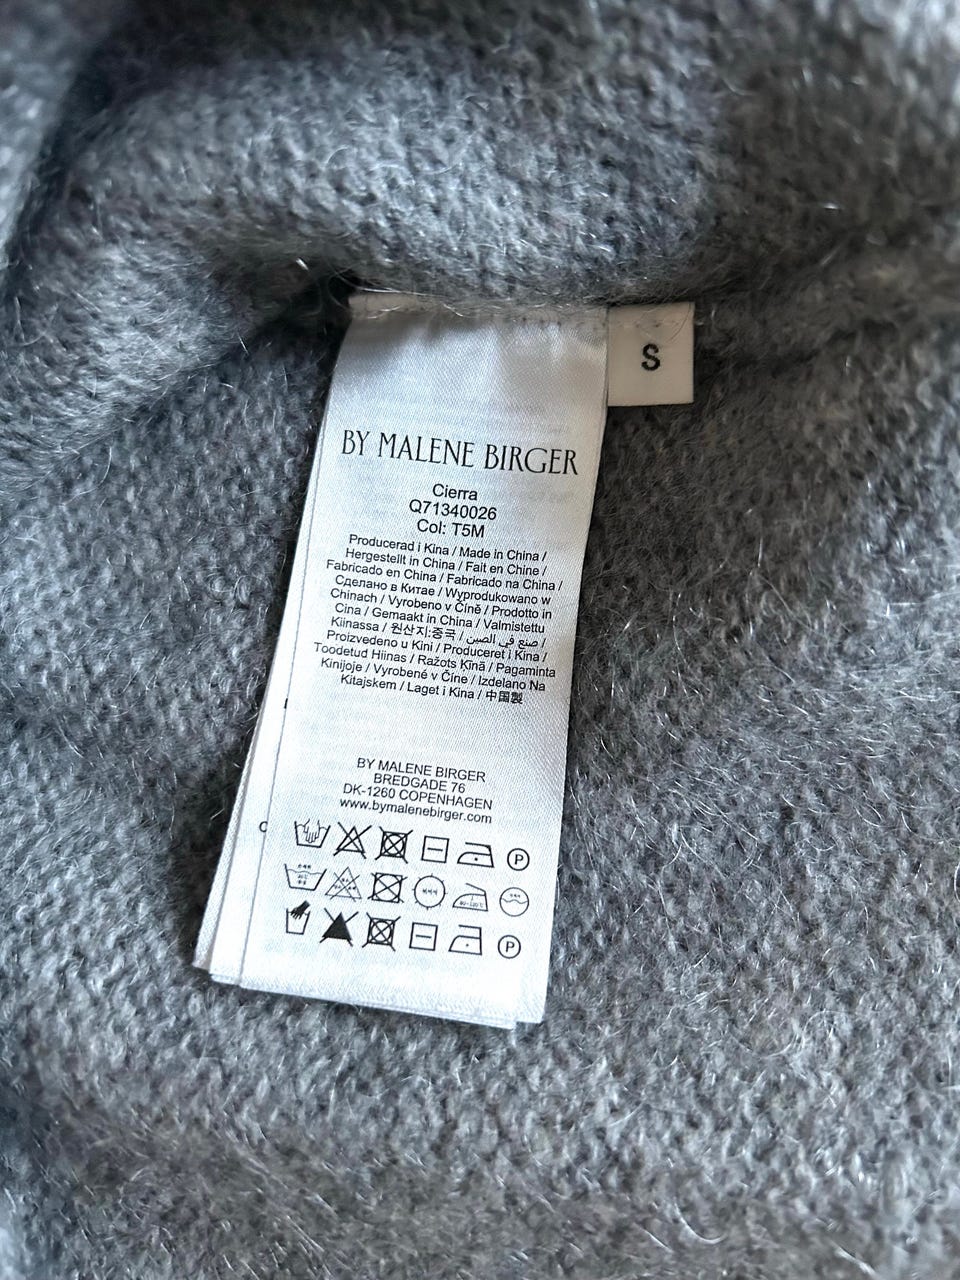 S
BY MALENE BIRGER
Cierra
Q71340026
Col: T5M
Producerad i Kina / Made in China /
Hergestellt in China / Fait en Chine /
Fabricado en China / Fabricado na China /
Сделано в Китае / Wyprodukowano w
Chinach / Vyrobeno v Číně / Prodotto in
Cina / Gemaakt in China / Valmistettu
Kiinassa / 원산지:중국 / صنع في الصين /
Proizvedeno u Kini / Produceret i Kina /
Toodetud Hiinas / Ražots Ķīnā / Pagaminta
Kinijoje / Vyrobené v Číne / Izdelano Na
Kitajskem / Laget i Kina / 中国製
BY MALENE BIRGER
BREDGADE 76
DK-1260 COPENHAGEN
www.bymalenebirger.com
P
P